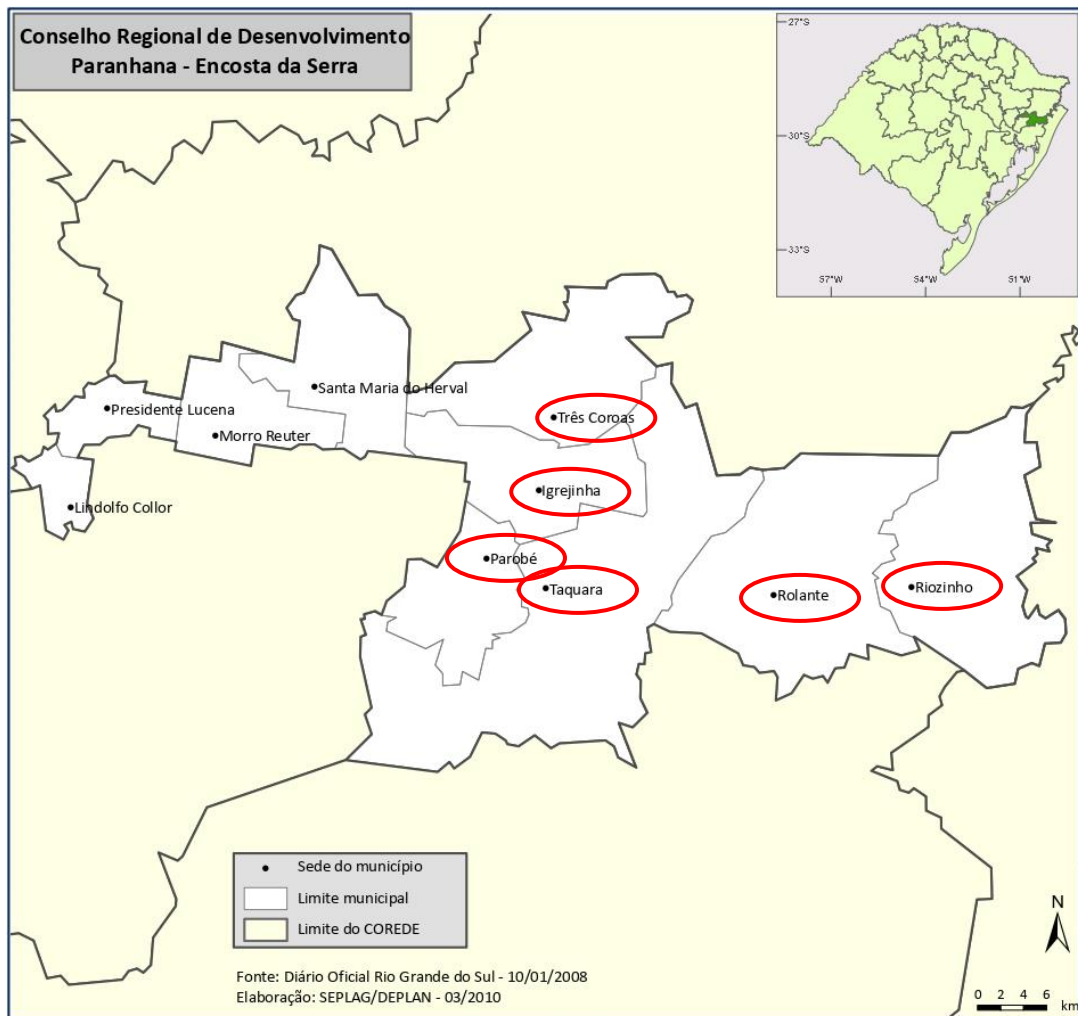 Conselho Regional de Desenvolvimento
Paranhana - Encosta da Serra
27°S
30°S
33°S
57°W
54°W
51°W
Santa Maria do Herval
Presidente Lucena
Três Coroas
Morro Reuter
Igrejinha
Lindolfo Collor
Parobé
Taquara
Riozinho
Rolante
Sede do município
Limite municipal
Limite do COREDE
N
Fonte: Diário Oficial Rio Grande do Sul - 10/01/2008
Elaboração: SEPLAG/DEPLAN - 03/2010
0 2 4 6
km